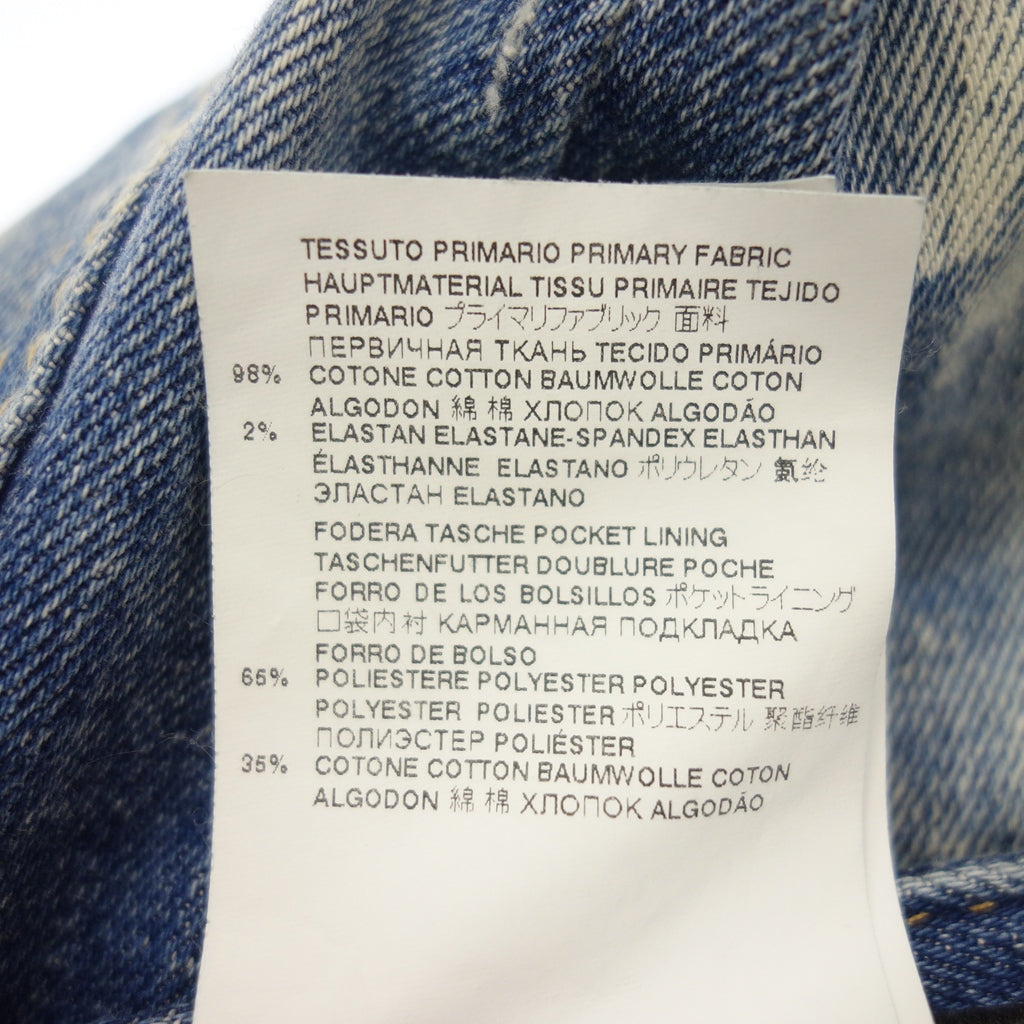 TESSUTO PRIMARIO PRIMARY FABRIC
HAUPTMATERIAL TISSU PRIMAIRE TEJIDO
PRIMARIO プライマリファブリック 面料
ПЕРВИЧНАЯ ТКАНЬ TECIDO PRIMÁRIO
98% COTONE COTTON BAUMWOLLE COTON
ALGODON 綿 棉 ХЛОПОК ALGODÃO
2% ELASTAN ELASTANE-SPANDEX ELASTHAN
ÉLASTHANNE ELASTANO ポリウレタン 氨纶
ЭЛАСТАН ELASTANO
FODERA TASCHE POCKET LINING
TASCHENFUTTER DOUBLURE POCHE
FORRO DE LOS BOLSILLOS ポケットライニング
口袋内衬 КАРМАННАЯ ПОДКЛАДКА
FORRO DE BOLSO
65% POLIESTERE POLYESTER POLYESTER
POLYESTER POLIESTER ポリエステル 聚酯纤维
ПОЛИЭСТЕР POLIÉSTER
35% COTONE COTTON BAUMWOLLE COTON
ALGODON 綿 棉 ХЛОПОК ALGODÃO